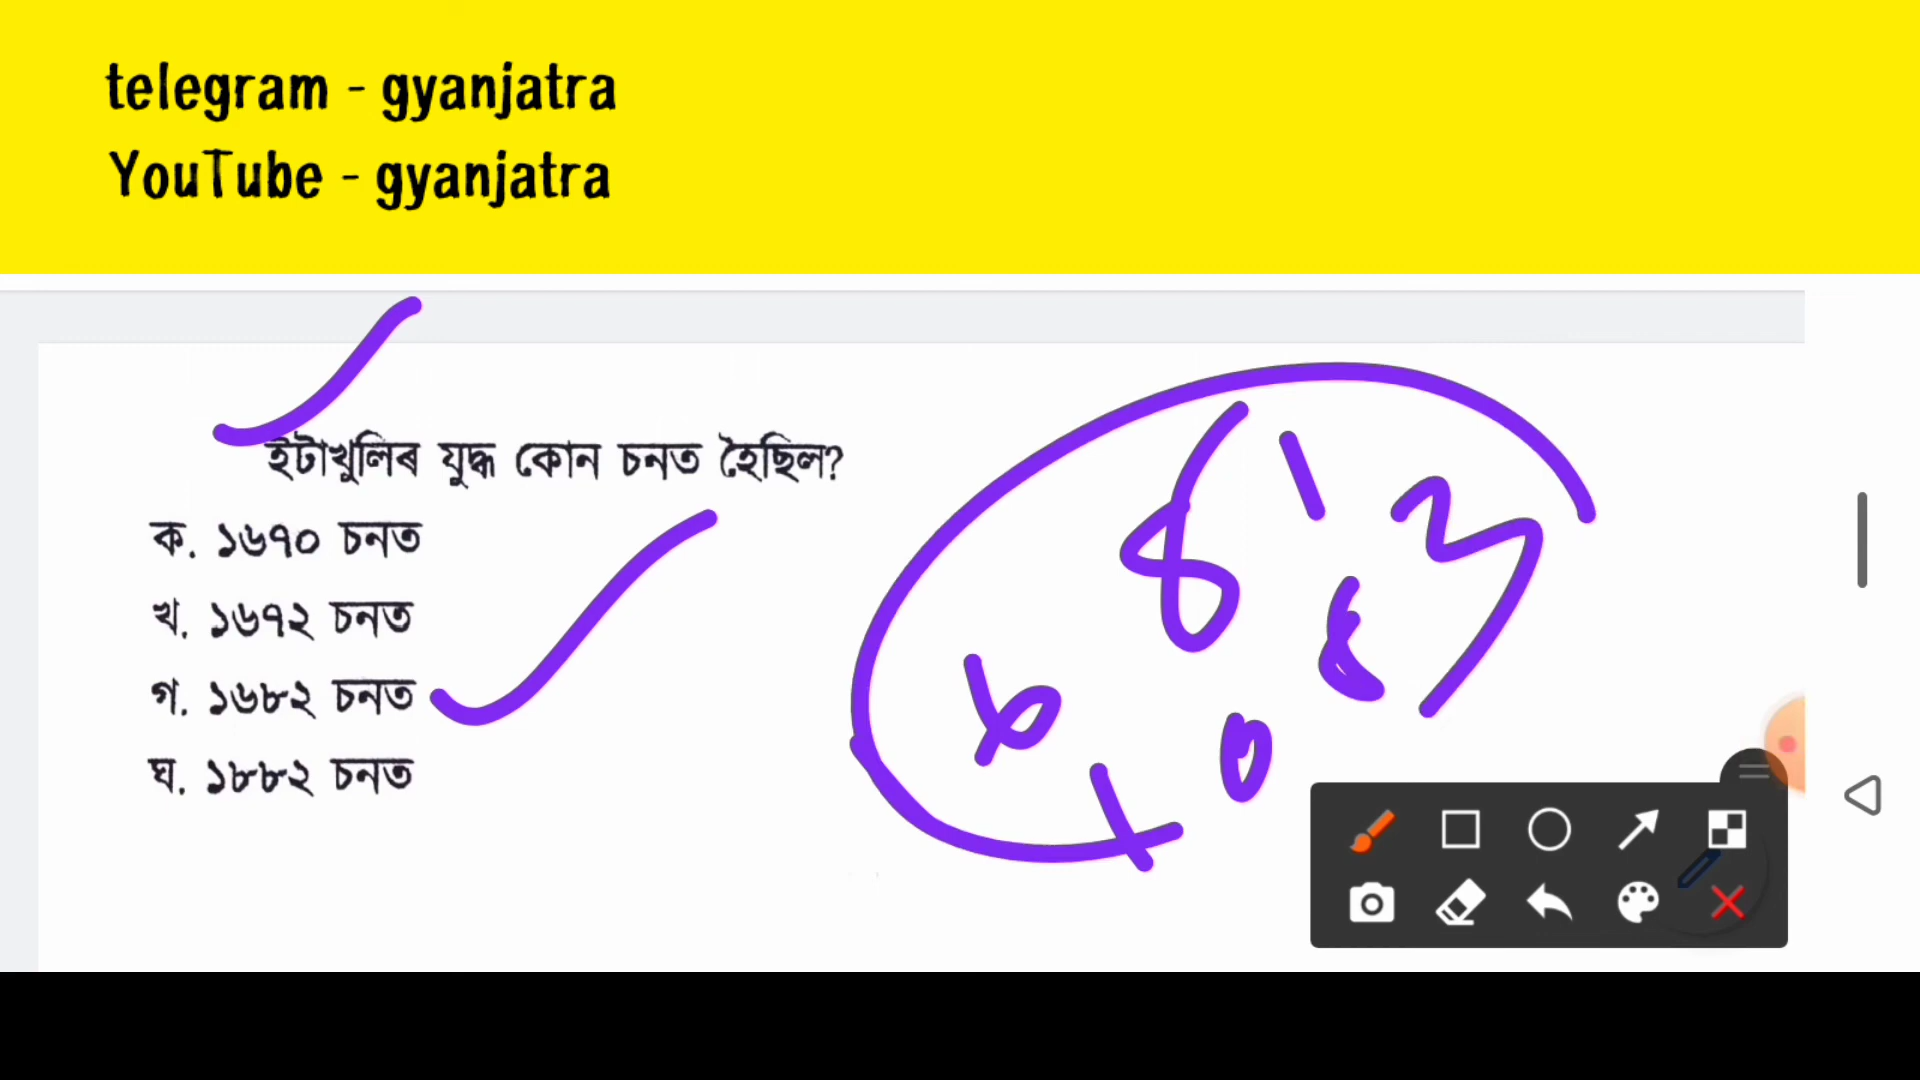 telegram - gyanjatra
YouTube - gyanjatra
ইটাখুলিৰ যুদ্ধ কোন চনত হৈছিল?
ক. ১৬৭০ চনত
খ. ১৬৭২ চনত
গ. ১৬৮২ চনত
ঘ. ১৮৮২ চনত